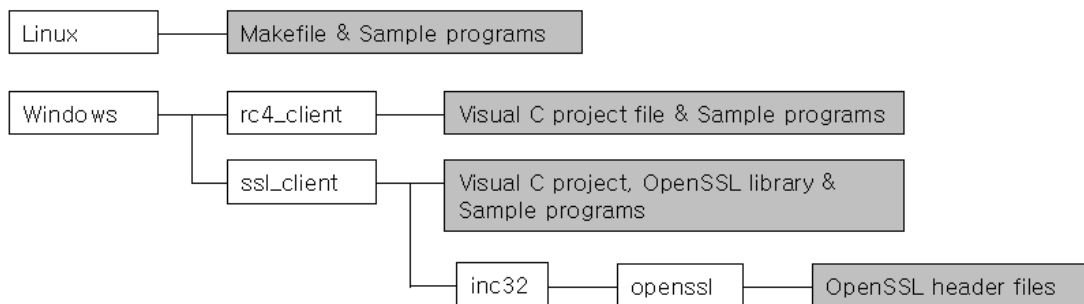 Linux
Makefile & Sample programs
Windows
rc4_client
Visual C project file & Sample programs
ssl_client
Visual C project, OpenSSL library &
Sample programs
inc32
openssl
OpenSSL header files